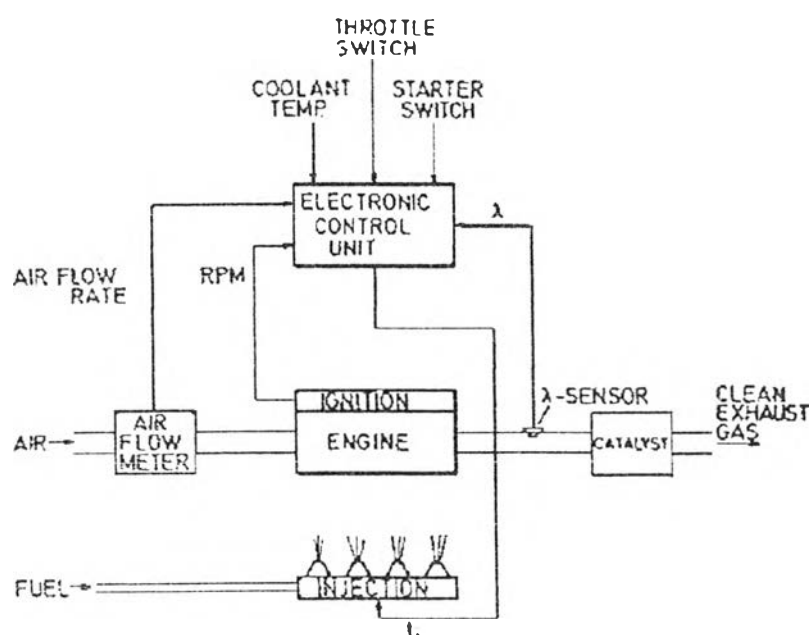 THROTTLE
SWITCH
COOLANT
TEMP.
STARTER
SWITCH
ELECTRONIC
CONTROL
UNIT
λ
AIR FLOW
RATE
RPM
IGNITION
ENGINE
λ-SENSOR
CLEAN
EXHAUST
GAS
AIR
AIR
FLOW
METER
CATALYST
FUEL
INJECTION